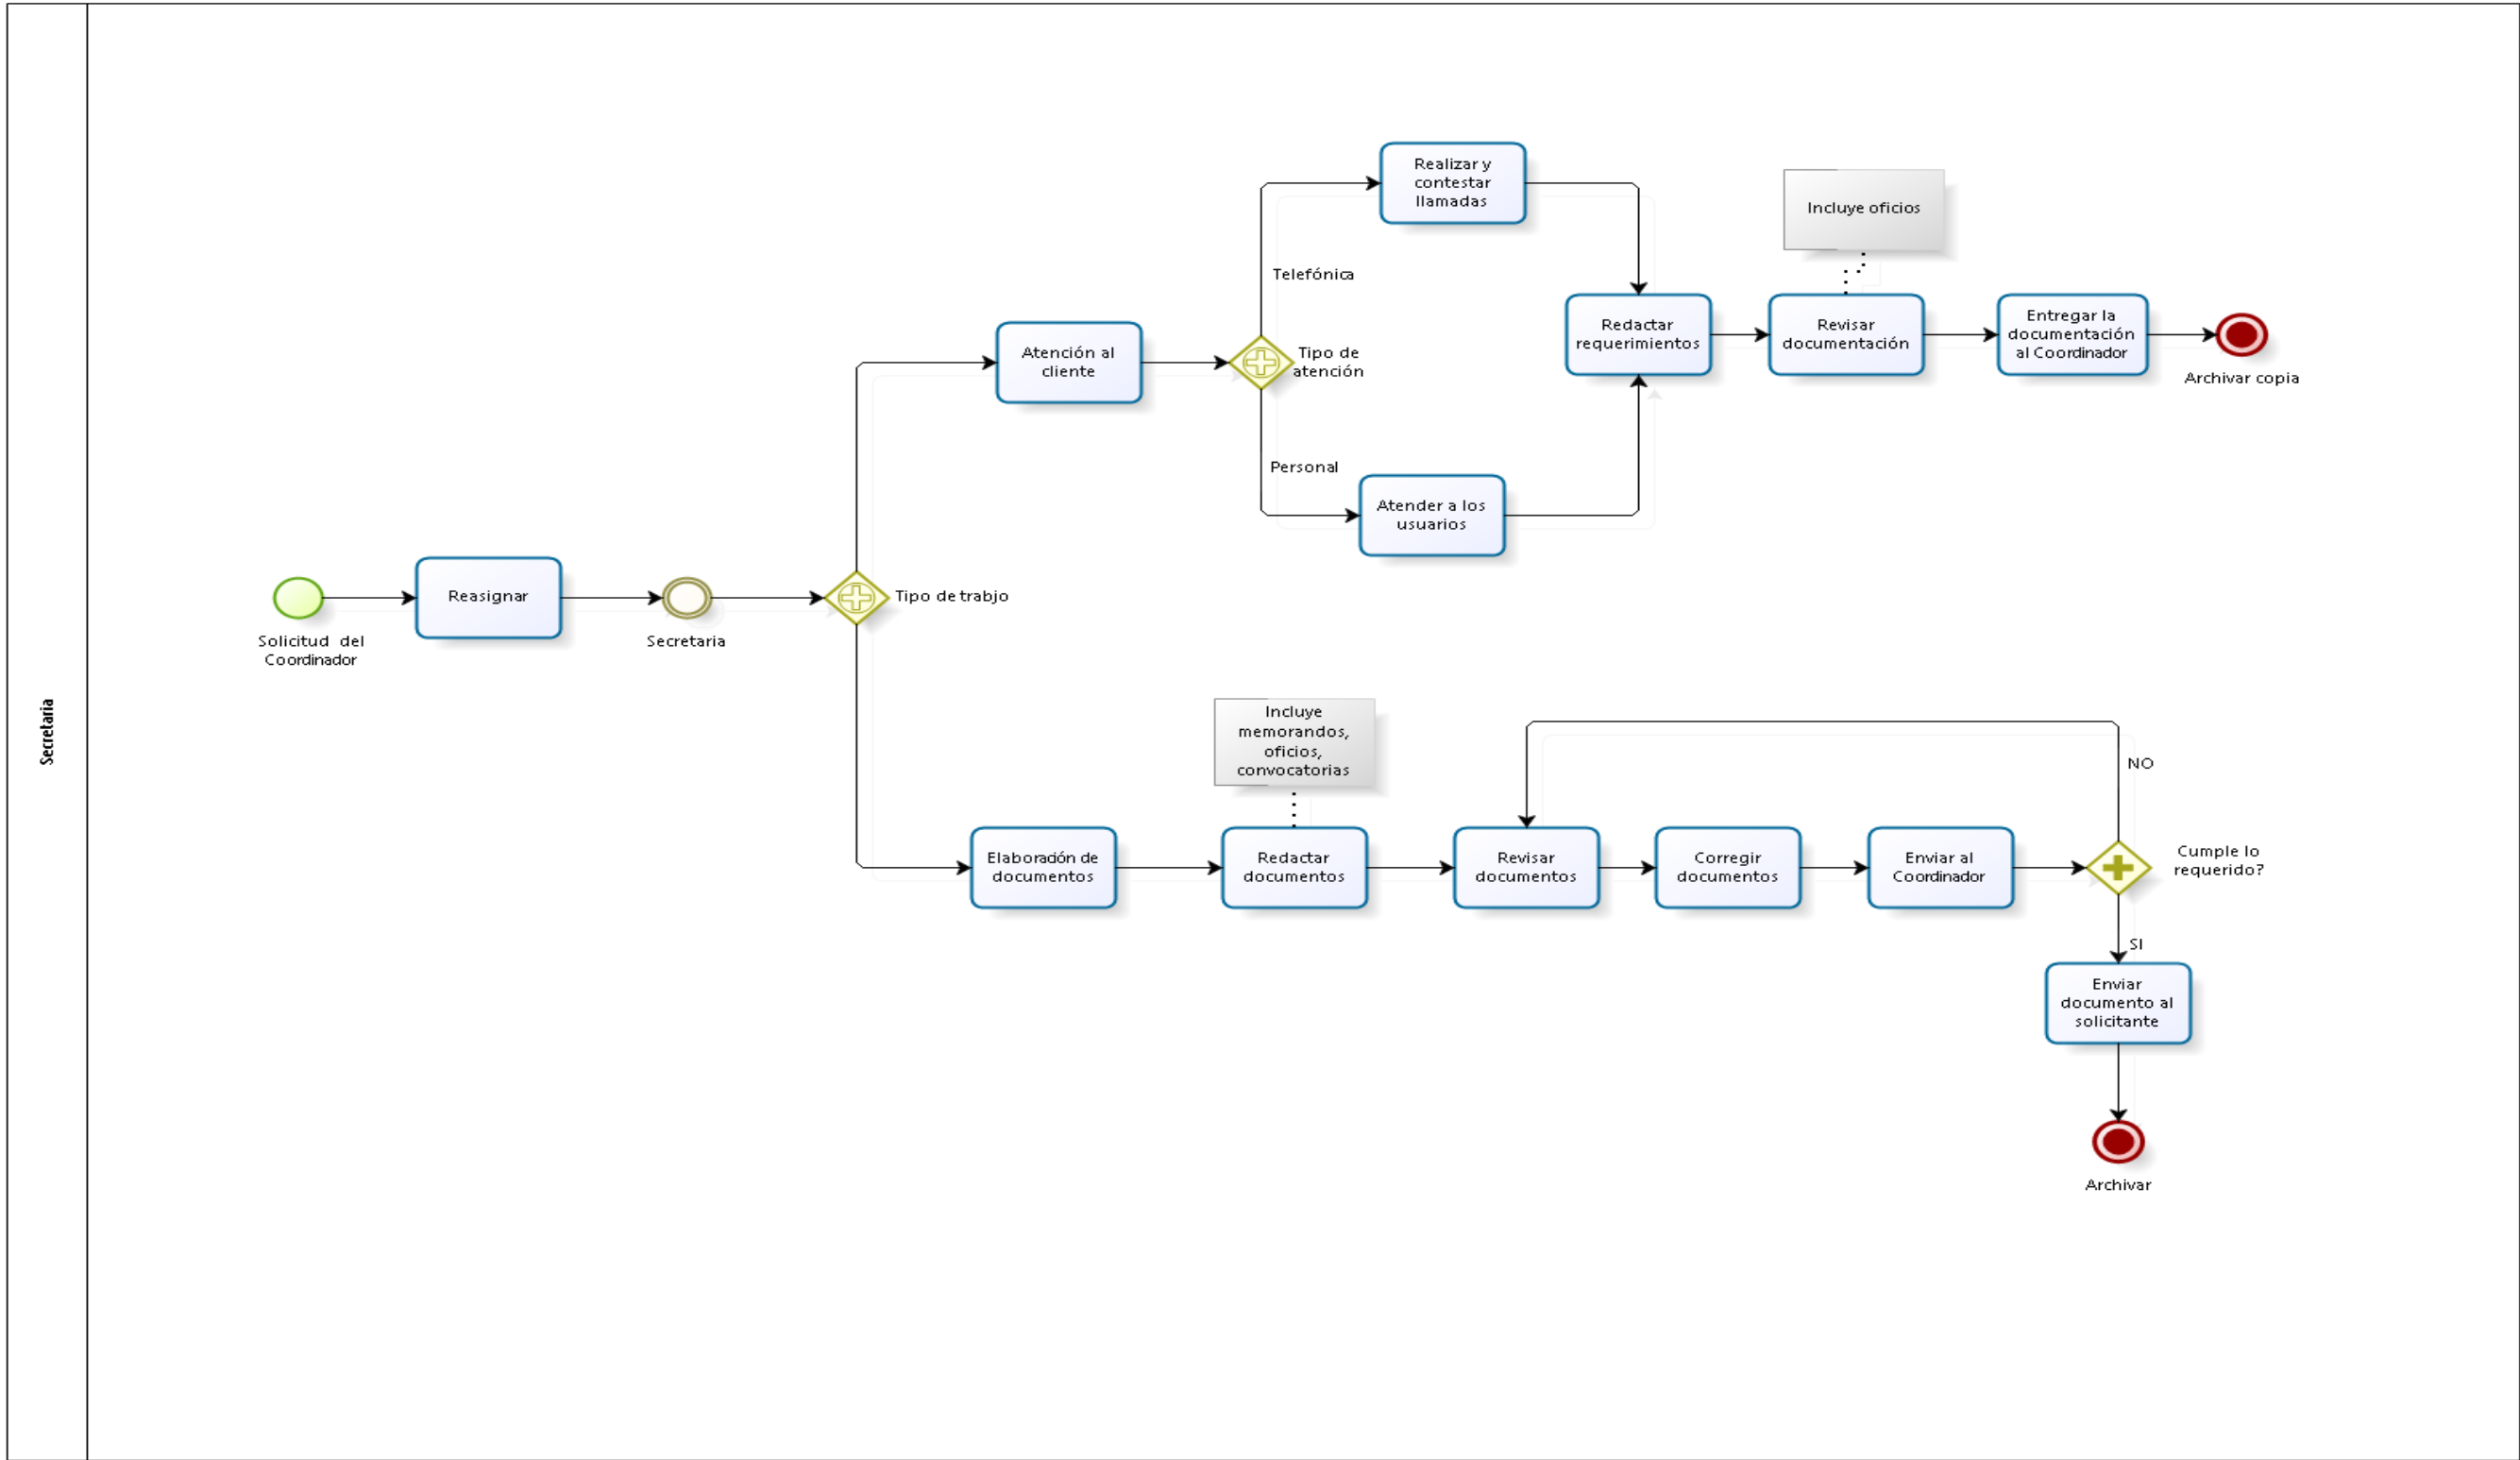 Secretaria
Solicitud del
Coordinador
Reasignar
Secretaria
Tipo de trabjo
Atención al
cliente
Tipo de
atención
Telefónica
Personal
Realizar y
contestar
llamadas
Atender a los
usuarios
Redactar
requerimientos
Incluye oficios
Revisar
documentación
Entregar la
documentación
al Coordinador
Archivar copia
Elaboración de
documentos
Incluye
memorandos,
oficios,
convocatorias
Redactar
documentos
Revisar
documentos
Corregir
documentos
Enviar al
Coordinador
Cumple lo
requerido?
NO
SI
Enviar
documento al
solicitante
Archivar